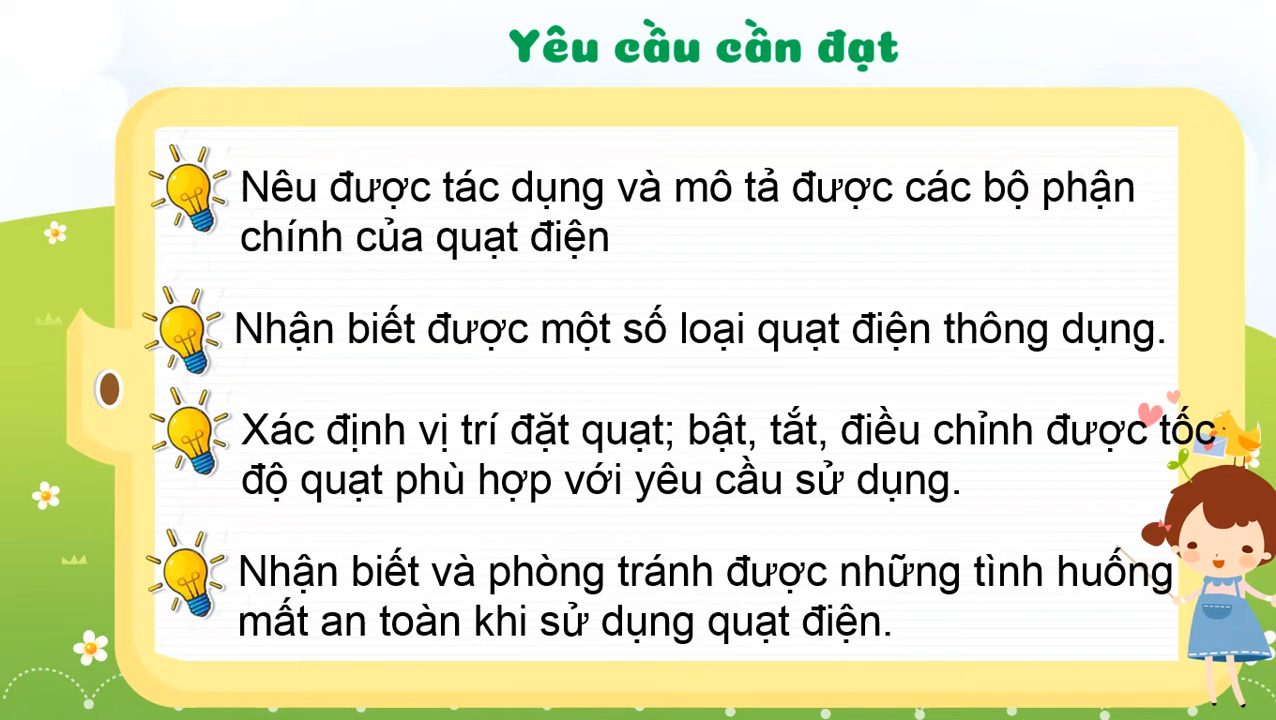 Yêu cầu cần đạt
Nêu được tác dụng và mô tả được các bộ phận
chính của quạt điện
Nhận biết được một số loại quạt điện thông dụng.
Xác định vị trí đặt quạt; bật, tắt, điều chỉnh được tốc
độ quạt phù hợp với yêu cầu sử dụng.
Nhận biết và phòng tránh được những tình huống
mất an toàn khi sử dụng quạt điện.